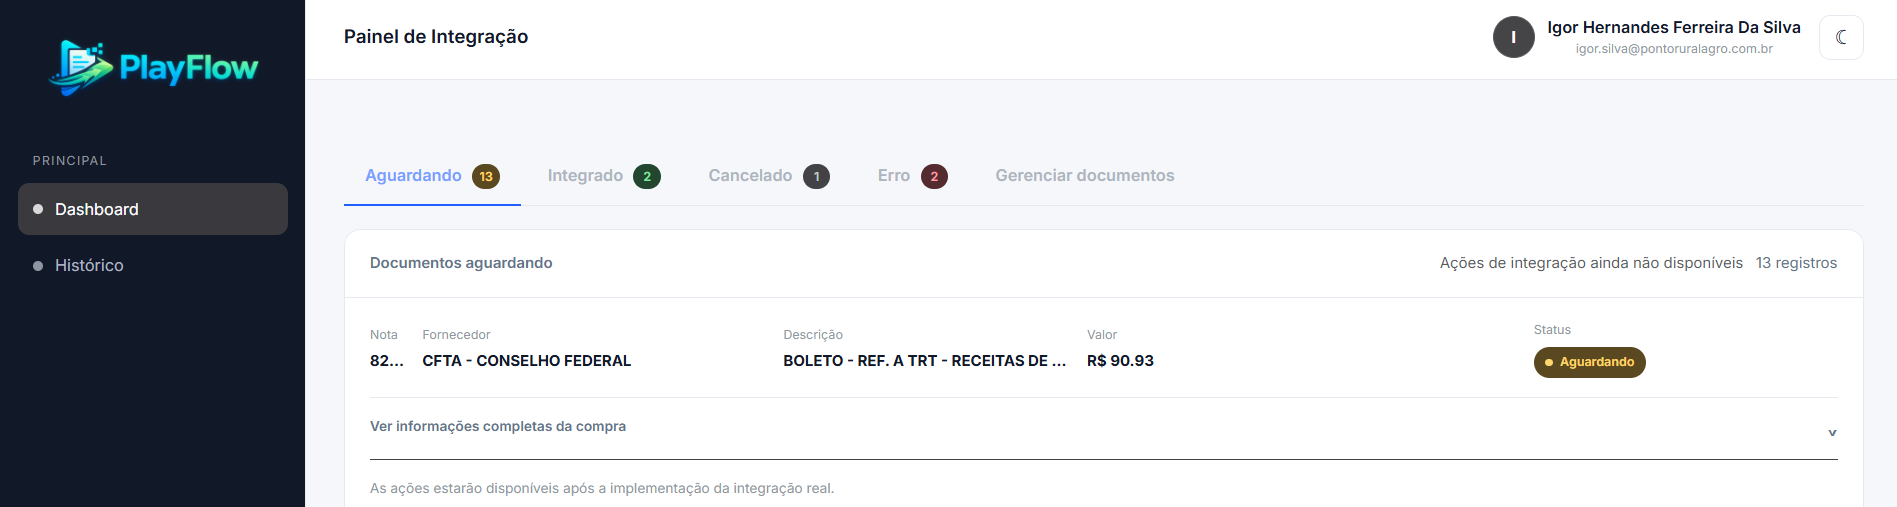 PlayFlow
PRINCIPAL
Dashboard
Histórico
Painel de Integração
I
Igor Hernandes Ferreira Da Silva
igor.silva@pontoruralagro.com.br
Aguardando 13
Integrado 2
Cancelado 1
Erro 2
Gerenciar documentos
Documentos aguardando
Ações de integração ainda não disponíveis 13 registros
Nota Fornecedor Descrição Valor Status
82... CFTA - CONSELHO FEDERAL BOLETO - REF. A TRT - RECEITAS DE ... R$ 90.93 Aguardando
Ver informações completas da compra
As ações estarão disponíveis após a implementação da integração real.